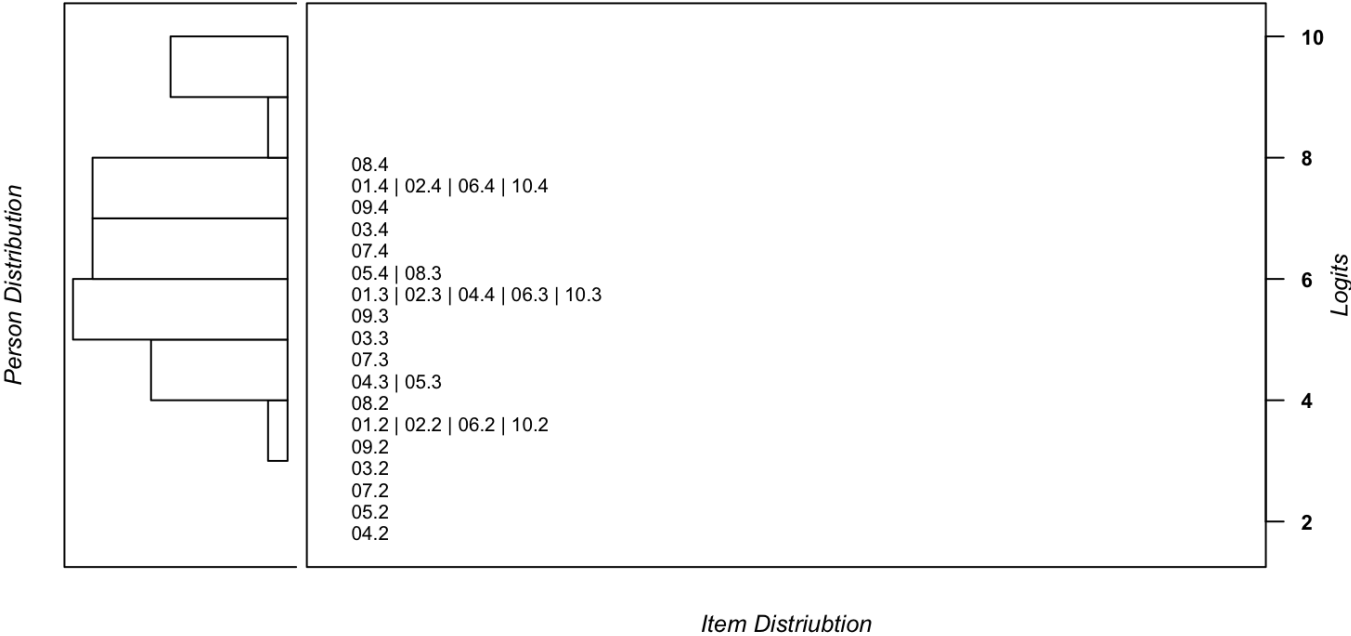 Person Distribution
08.4
01.4 | 02.4 | 06.4 | 10.4
09.4
03.4
07.4
05.4 | 08.3
01.3 | 02.3 | 04.4 | 06.3 | 10.3
09.3
03.3
07.3
04.3 | 05.3
08.2
01.2 | 02.2 | 06.2 | 10.2
09.2
03.2
07.2
05.2
04.2
10
8
6
4
2
Logits
Item Distriubtion